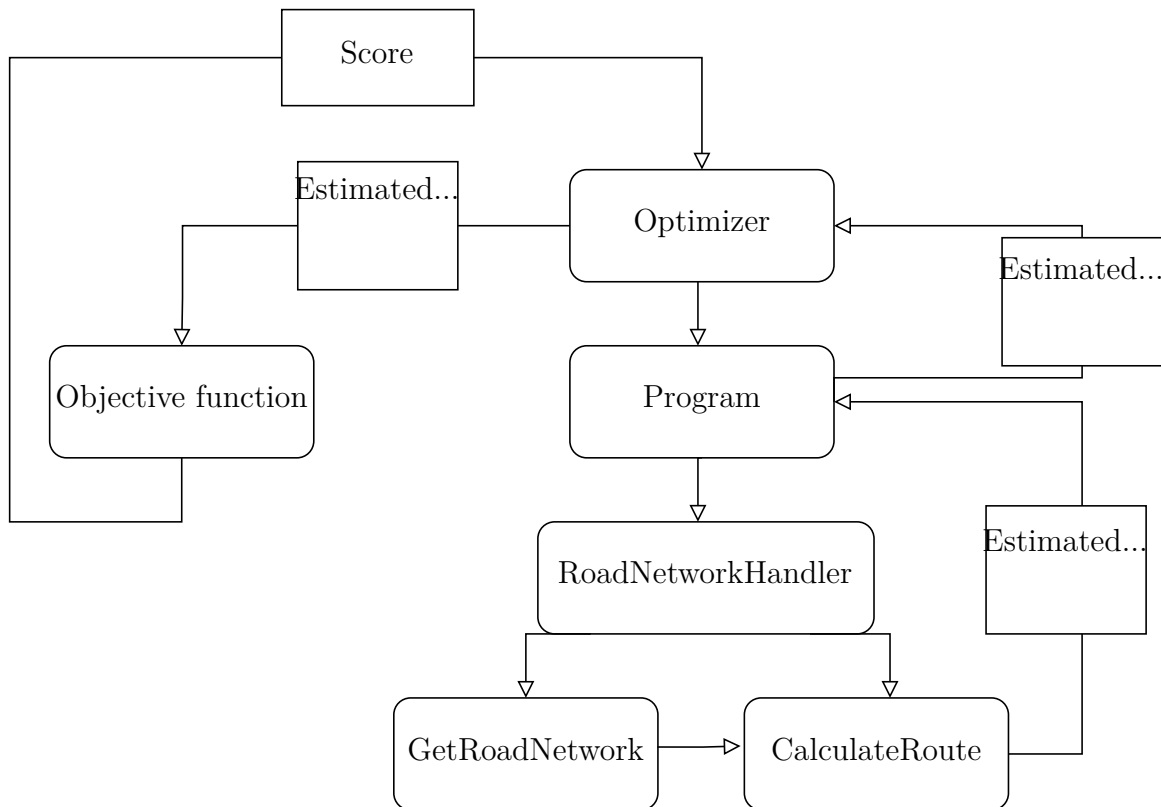 Score
Estimated...
Optimizer
Estimated...
Objective function
Program
Estimated...
RoadNetworkHandler
GetRoadNetwork
CalculateRoute